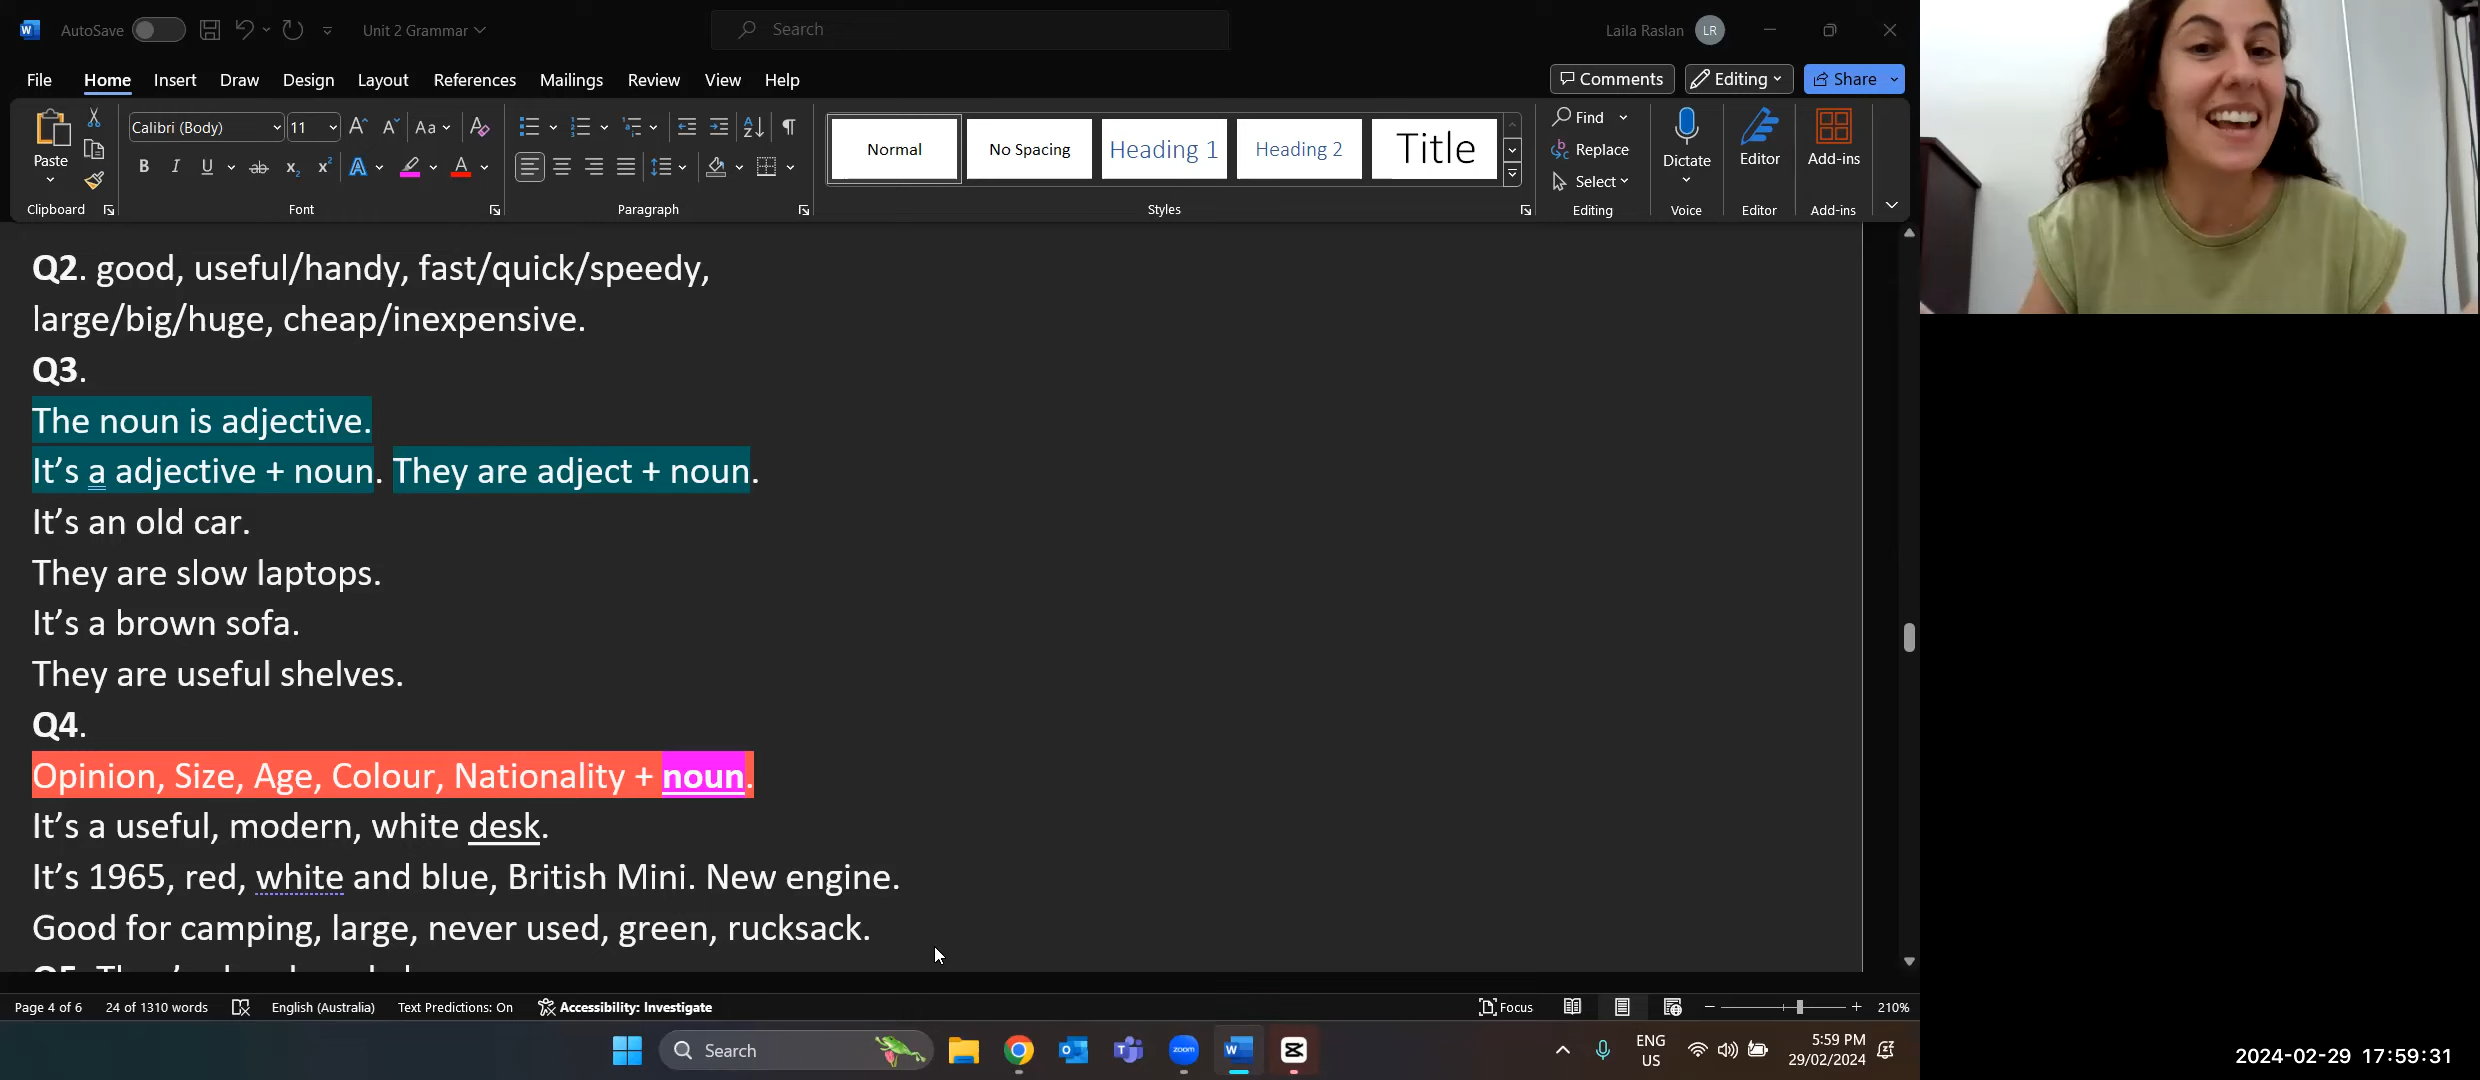 AutoSave
Unit 2 Grammar
Search
Laila Raslan
LR
File Home Insert Draw Design Layout References Mailings Review View Help
Comments Editing Share
Paste
Calibri (Body) 11
Normal
No Spacing
Heading 1
Heading 2
Title
Find
Replace
Select
Dictate
Editor
Add-ins
Clipboard Font Paragraph Styles Editing Voice Editor Add-ins
Q2. good, useful/handy, fast/quick/speedy,
large/big/huge, cheap/inexpensive.
Q3.
The noun is adjective.
It’s a adjective + noun. They are adject + noun.
It’s an old car.
They are slow laptops.
It’s a brown sofa.
They are useful shelves.
Q4.
Opinion, Size, Age, Colour, Nationality + noun.
It’s a useful, modern, white desk.
It’s 1965, red, white and blue, British Mini. New engine.
Good for camping, large, never used, green, rucksack.
Page 4 of 6 24 of 1310 words English (Australia) Text Predictions: On Accessibility: Investigate Focus 210%
Search
zoom
ENG
US
5:59 PM
29/02/2024
2024-02-29 17:59:31